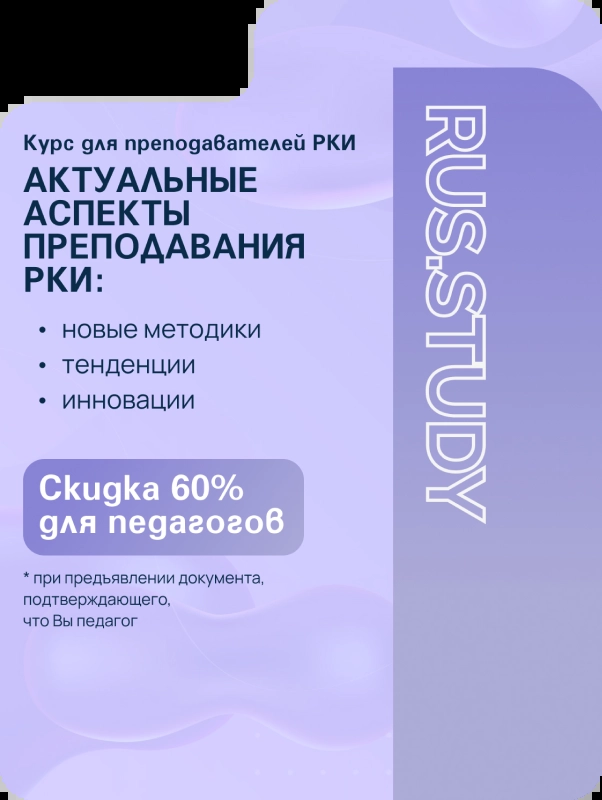 Курс для преподавателей РКИ
АКТУАЛЬНЫЕ
АСПЕКТЫ
ПРЕПОДАВАНИЯ
РКИ:
• новые методики
• тенденции
• инновации
Скидка 60%
для педагогов
* при предъявлении документа,
подтверждающего,
что Вы педагог
RUS.STUDY